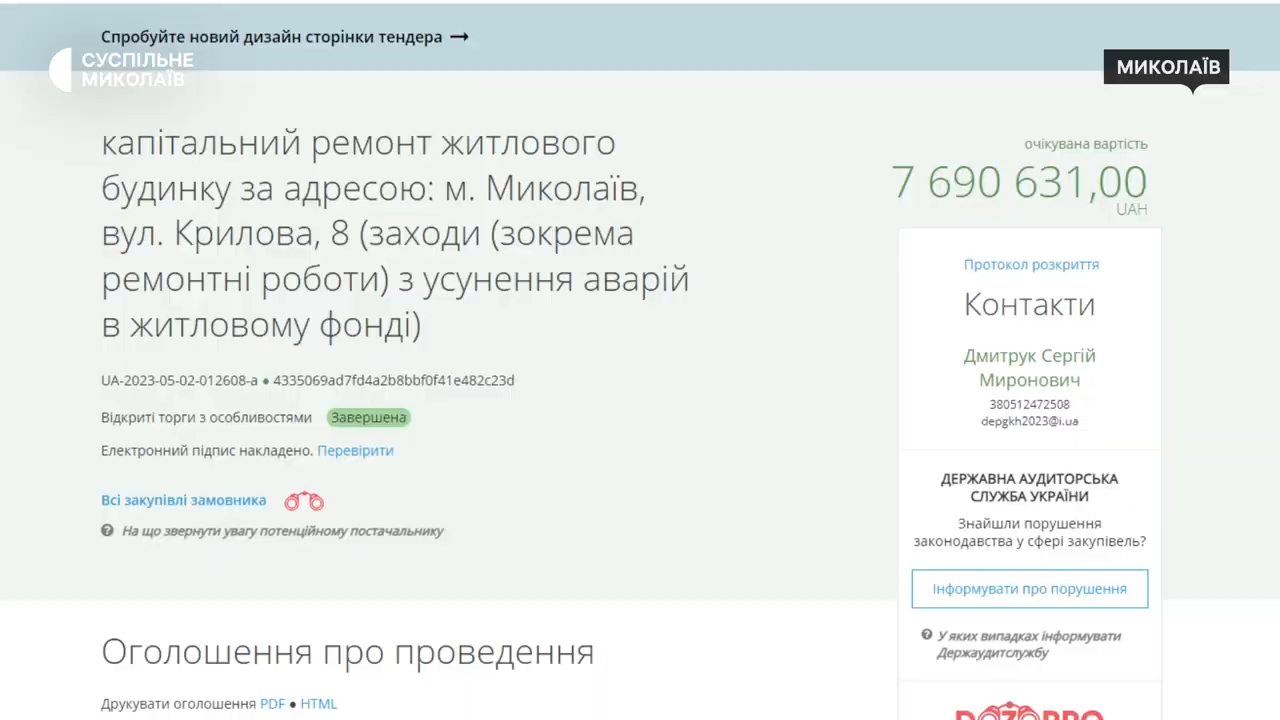 Спробуйте новий дизайн сторінки тендера →
СУСПІЛЬНЕ
МИКОЛАЇВ
МИКОЛАЇВ
капітальний ремонт житлового
будинку за адресою: м. Миколаїв,
вул. Крилова, 8 (заходи (зокрема
ремонтні роботи) з усунення аварій
в житловому фонді)
UA-2023-05-02-012608-a ● 4335069ad7fd4a2b8bbf0f41e482c23d
Відкриті торги з особливостями Завершена
Електронний підпис накладено. Перевірити
Всі закупівлі замовника
На що звернути увагу потенційному постачальнику
очікувана вартість
7 690 631,00
UAH
Протокол розкриття
Контакти
Дмитрук Сергій
Миронович
380512472508
depgkh2023@i.ua
ДЕРЖАВНА АУДИТОРСЬКА
СЛУЖБА УКРАЇНИ
Знайшли порушення
законодавства у сфері закупівель?
Інформувати про порушення
У яких випадках інформувати
Держаудитслужбу
DOZORRO
Оголошення про проведення
Друкувати оголошення PDF ● HTML